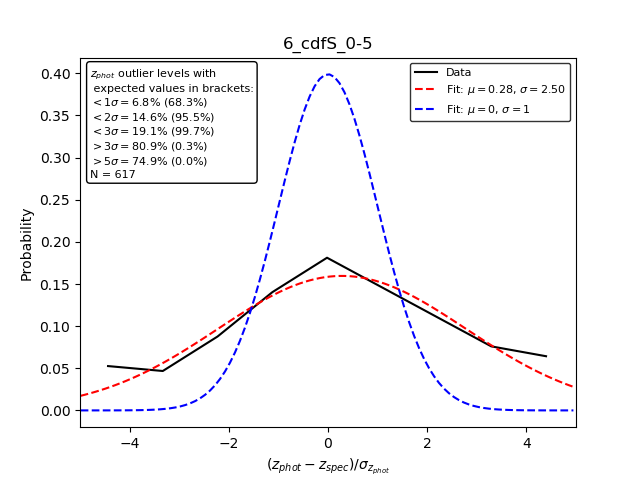 6_cdfS_0-5
z_phot outlier levels with
expected values in brackets:
< 1σ = 6.8% (68.3%)
< 2σ = 14.6% (95.5%)
< 3σ = 19.1% (99.7%)
> 3σ = 80.9% (0.3%)
> 5σ = 74.9% (0.0%)
N = 617
Data
Fit: μ = 0.28, σ = 2.50
Fit: μ = 0, σ = 1
Probability
0.40
0.35
0.30
0.25
0.20
0.15
0.10
0.05
0.00
−4 −2 0 2 4
(z_phot − z_spec)/σ_z_phot